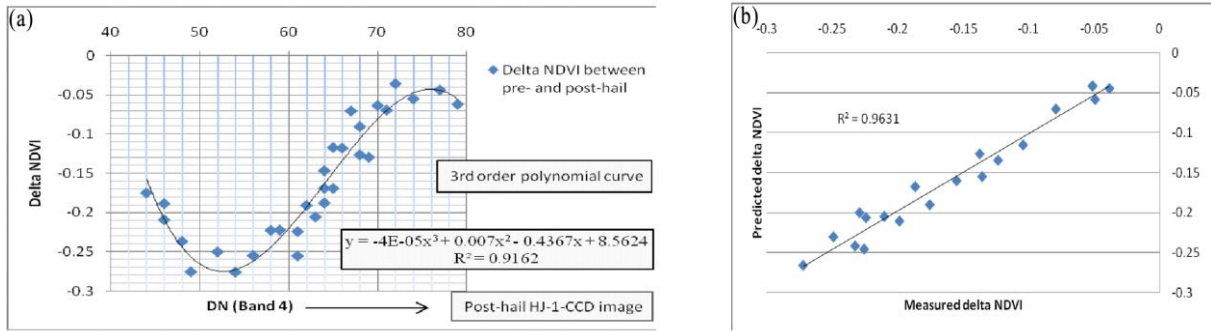 (a)
40 50 60 70 80
0
-0.05
-0.1
-0.15
-0.2
-0.25
-0.3
Delta NDVI
Delta NDVI between
pre- and post-hail
3rd order polynomial curve
y = -4E-05x³ + 0.007x² - 0.4367x + 8.5624
R² = 0.9162
DN (Band 4)
Post-hail HJ-1-CCD image
(b)
-0.3 -0.25 -0.2 -0.15 -0.1 -0.05 0
0
-0.05
-0.1
-0.15
-0.2
-0.25
-0.3
Predicted delta NDVI
R² = 0.9631
Measured delta NDVI